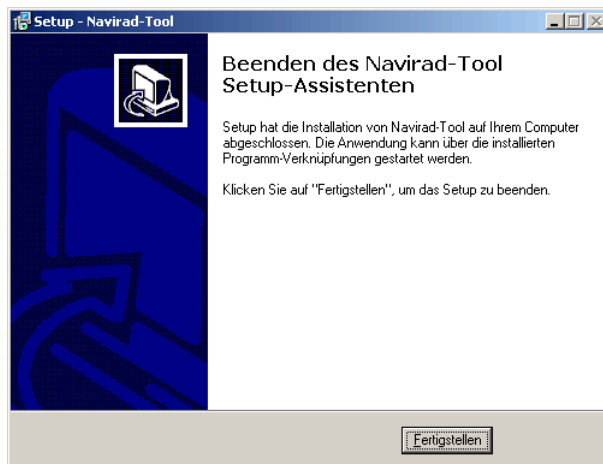 Setup - Navirad-Tool
Beenden des Navirad-Tool
Setup-Assistenten
Setup hat die Installation von Navirad-Tool auf Ihrem Computer
abgeschlossen. Die Anwendung kann über die installierten
Programm-Verknüpfungen gestartet werden.
Klicken Sie auf "Fertigstellen", um das Setup zu beenden.
Fertigstellen